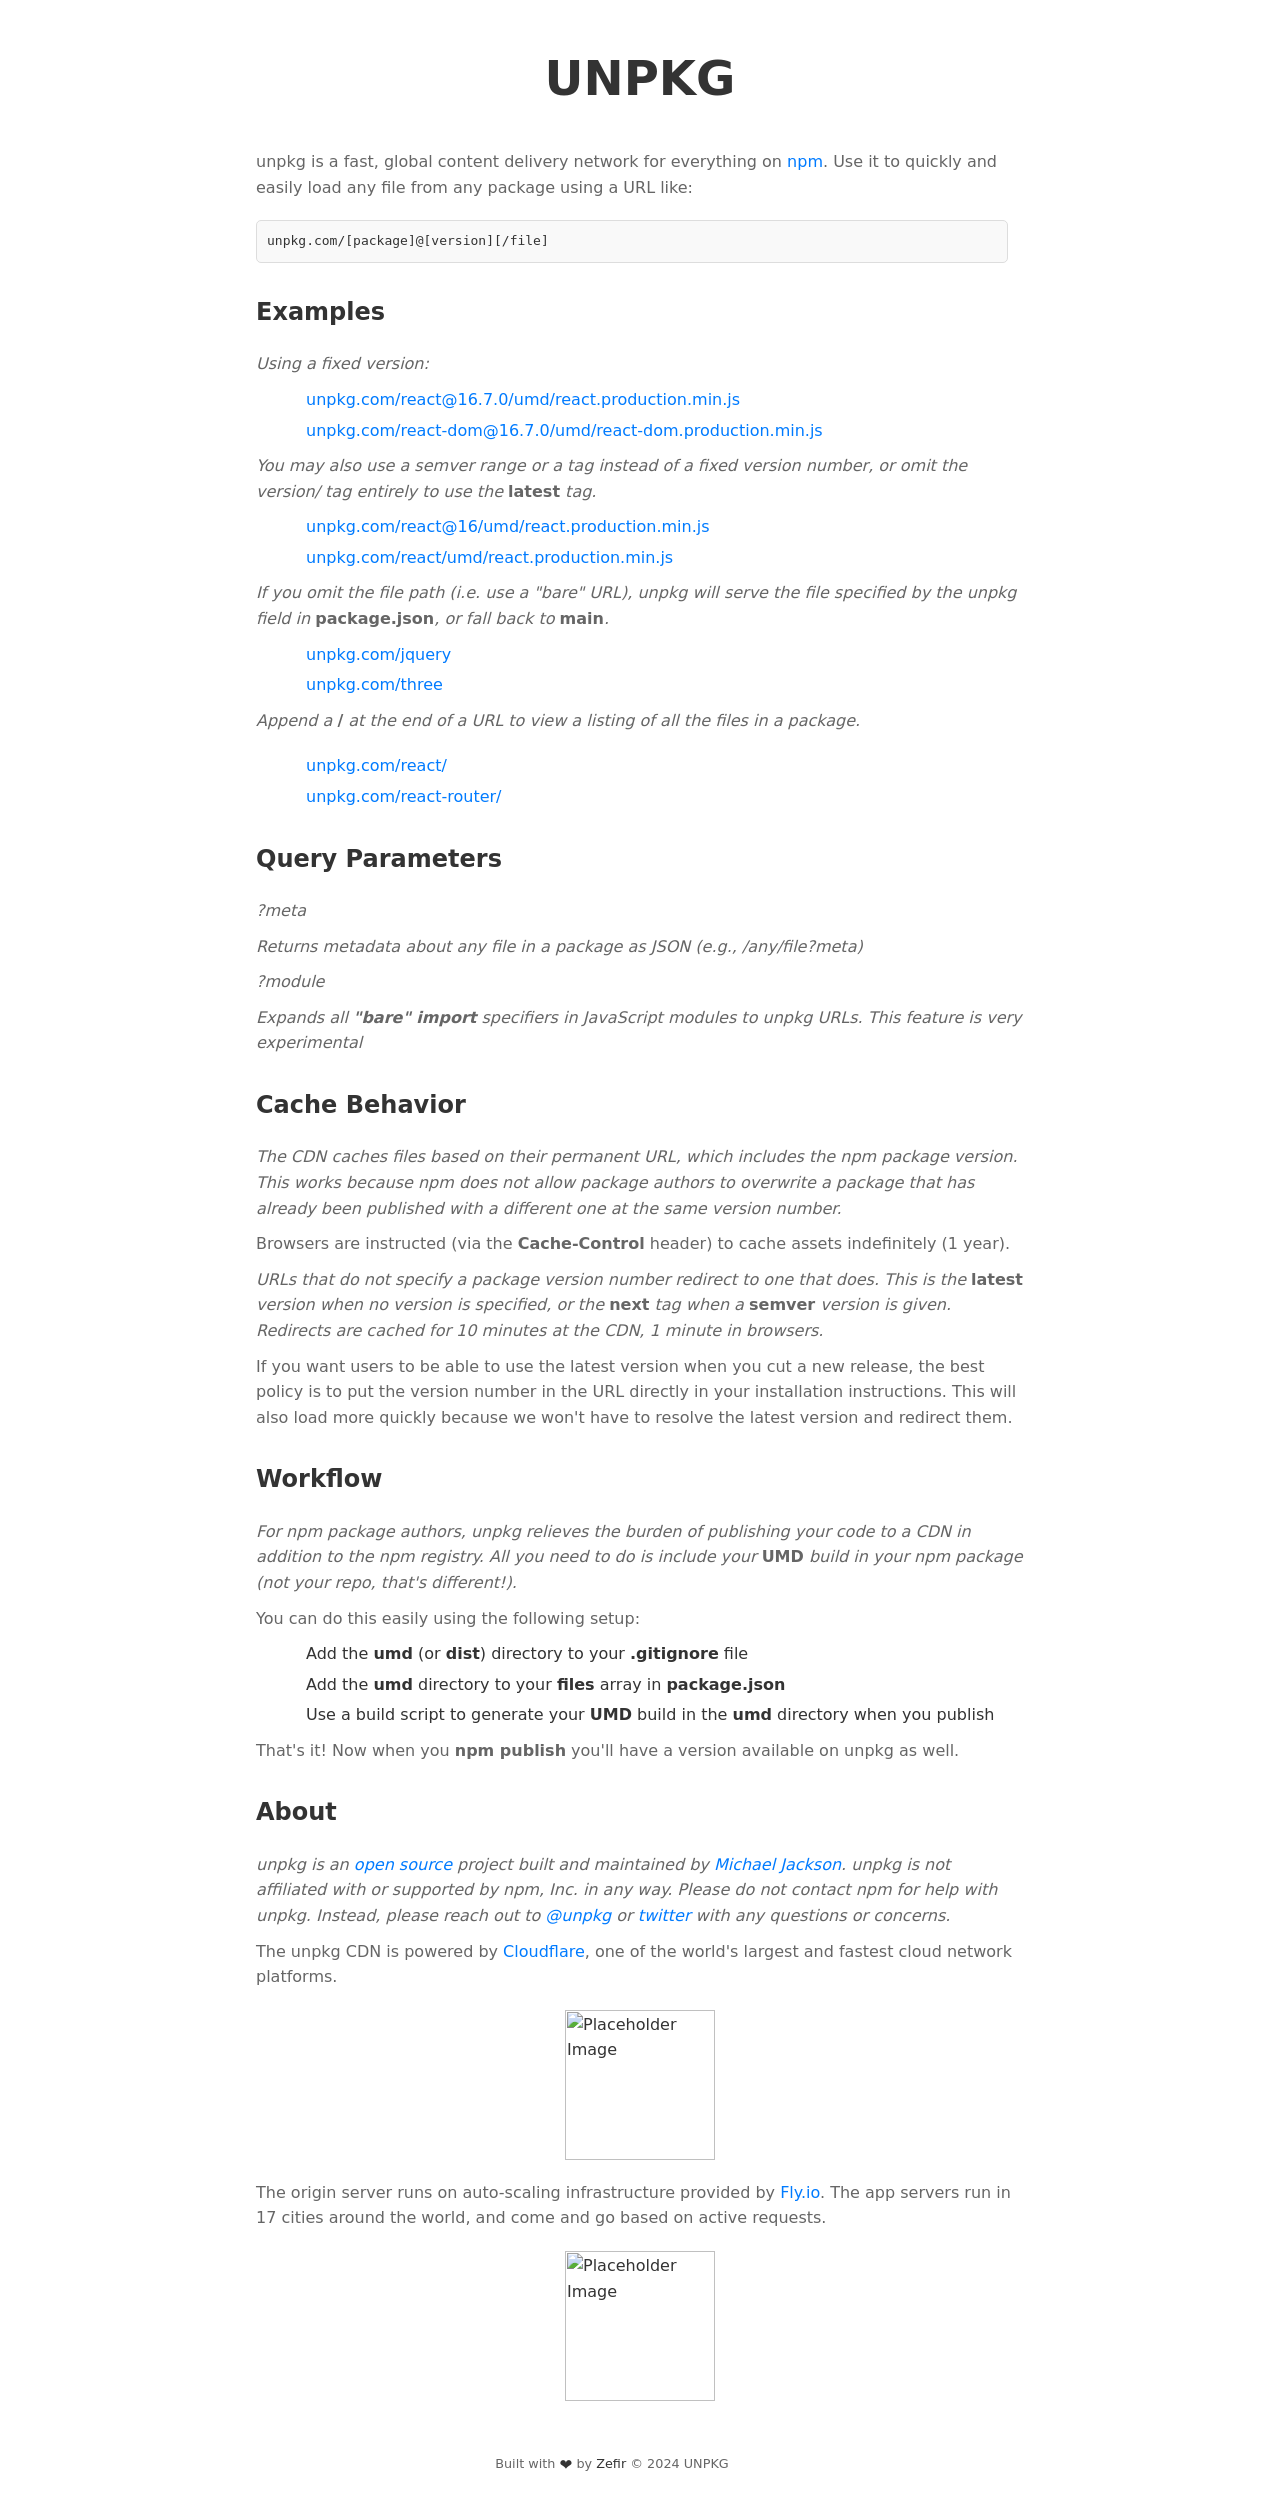 UNPKG
unpkg is a fast, global content delivery network for everything on npm. Use it to quickly and
easily load any file from any package using a URL like:
unpkg.com/[package]@[version][/file]
Examples
Using a fixed version:
unpkg.com/react@16.7.0/umd/react.production.min.js
unpkg.com/react-dom@16.7.0/umd/react-dom.production.min.js
You may also use a semver range or a tag instead of a fixed version number, or omit the
version/ tag entirely to use the latest tag.
unpkg.com/react@16/umd/react.production.min.js
unpkg.com/react/umd/react.production.min.js
If you omit the file path (i.e. use a "bare" URL), unpkg will serve the file specified by the unpkg
field in package.json, or fall back to main.
unpkg.com/jquery
unpkg.com/three
Append a / at the end of a URL to view a listing of all the files in a package.
unpkg.com/react/
unpkg.com/react-router/
Query Parameters
?meta
Returns metadata about any file in a package as JSON (e.g., /any/file?meta)
?module
Expands all "bare" import specifiers in JavaScript modules to unpkg URLs. This feature is very
experimental
Cache Behavior
The CDN caches files based on their permanent URL, which includes the npm package version.
This works because npm does not allow package authors to overwrite a package that has
already been published with a different one at the same version number.
Browsers are instructed (via the Cache-Control header) to cache assets indefinitely (1 year).
URLs that do not specify a package version number redirect to one that does. This is the latest
version when no version is specified, or the next tag when a semver version is given.
Redirects are cached for 10 minutes at the CDN, 1 minute in browsers.
If you want users to be able to use the latest version when you cut a new release, the best
policy is to put the version number in the URL directly in your installation instructions. This will
also load more quickly because we won't have to resolve the latest version and redirect them.
Workflow
For npm package authors, unpkg relieves the burden of publishing your code to a CDN in
addition to the npm registry. All you need to do is include your UMD build in your npm package
(not your repo, that's different!).
You can do this easily using the following setup:
Add the umd (or dist) directory to your .gitignore file
Add the umd directory to your files array in package.json
Use a build script to generate your UMD build in the umd directory when you publish
That's it! Now when you npm publish you'll have a version available on unpkg as well.
About
unpkg is an open source project built and maintained by Michael Jackson. unpkg is not
affiliated with or supported by npm, Inc. in any way. Please do not contact npm for help with
unpkg. Instead, please reach out to @unpkg or twitter with any questions or concerns.
The unpkg CDN is powered by Cloudflare, one of the world's largest and fastest cloud network
platforms.
Placeholder
Image
The origin server runs on auto-scaling infrastructure provided by Fly.io. The app servers run in
17 cities around the world, and come and go based on active requests.
Placeholder
Image
Built with ❤ by Zefir © 2024 UNPKG